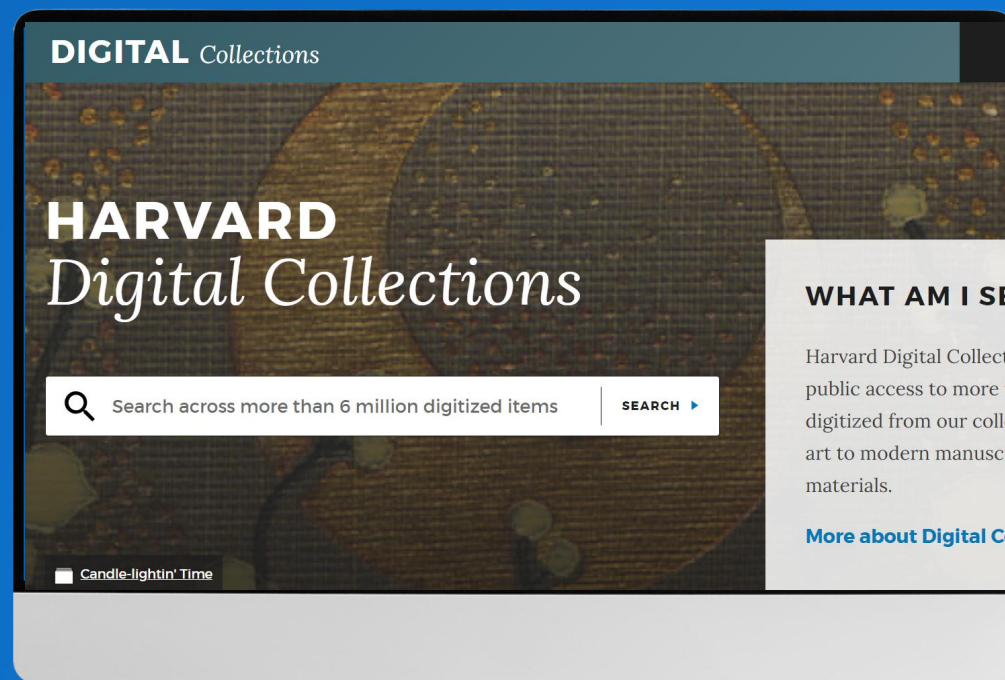 DIGITAL Collections
HARVARD
Digital Collections
Search across more than 6 million digitized items
SEARCH
Candle-lightin' Time
WHAT AM I SE
Harvard Digital Collect
public access to more
digitized from our coll
art to modern manusc
materials.
More about Digital C